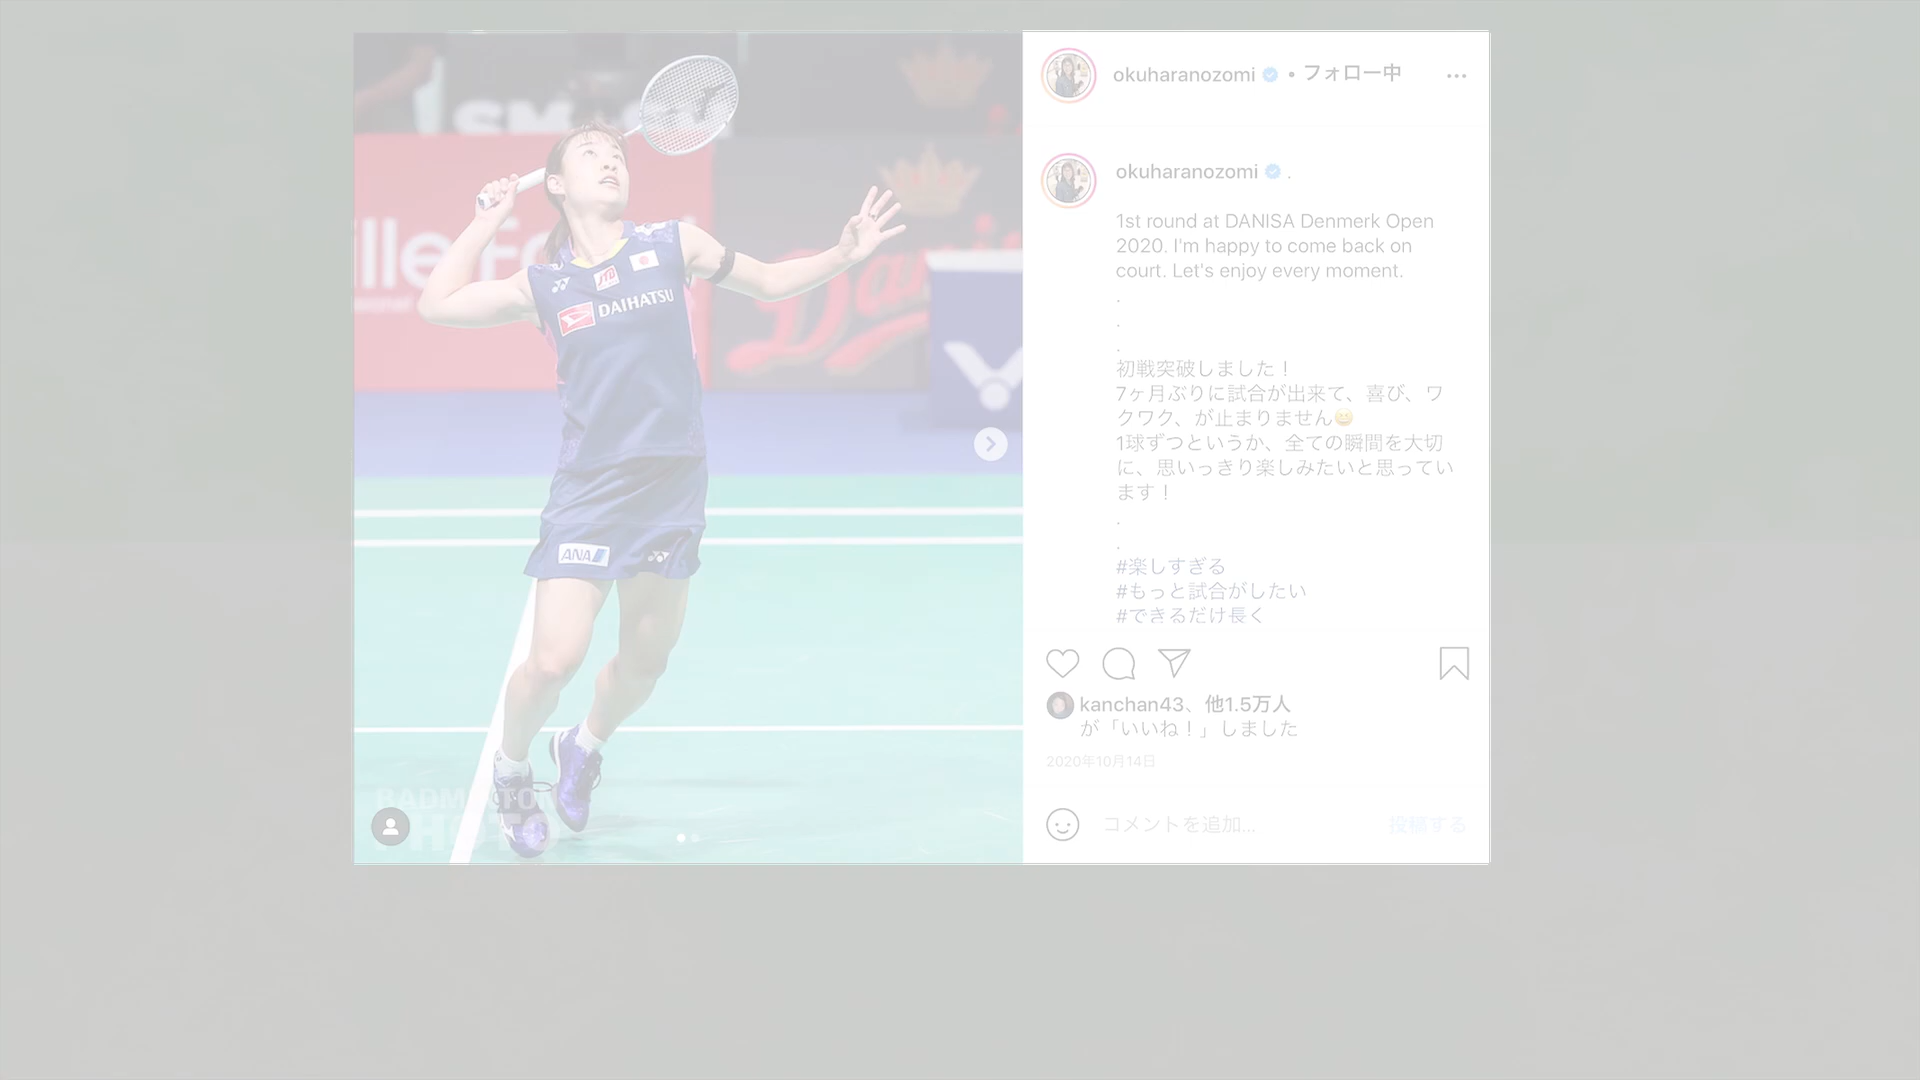 SM
ille Fo
Danis
JTB
DAIHATSU
ANA
BADMINTON
PHOTO
okuharanozomi • フォロー中
okuharanozomi .
1st round at DANISA Denmerk Open
2020. I'm happy to come back on
court. Let's enjoy every moment.
.
.
.
初戦突破しました！
7ヶ月ぶりに試合が出来て、喜び、ワ
クワク、が止まりません😆
1球ずつというか、全ての瞬間を大切
に、思いっきり楽しみたいと思ってい
ます！
.
.
#楽しすぎる
#もっと試合がしたい
#できるだけ長く
kanchan43、他1.5万人
が「いいね！」しました
2020年10月14日
コメントを追加...
投稿する